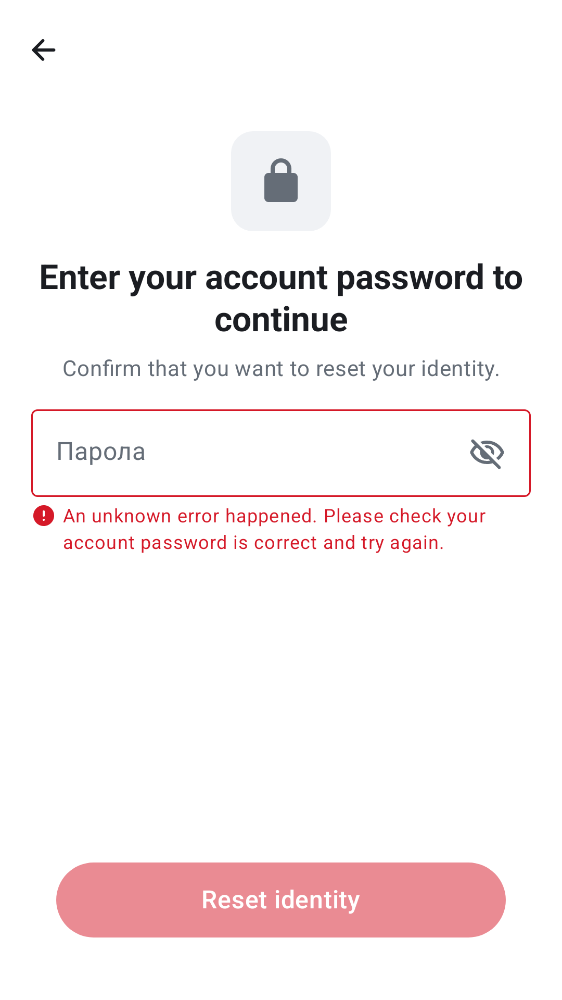 Enter your account password to
continue
Confirm that you want to reset your identity.
Парола
An unknown error happened. Please check your
account password is correct and try again.
Reset identity